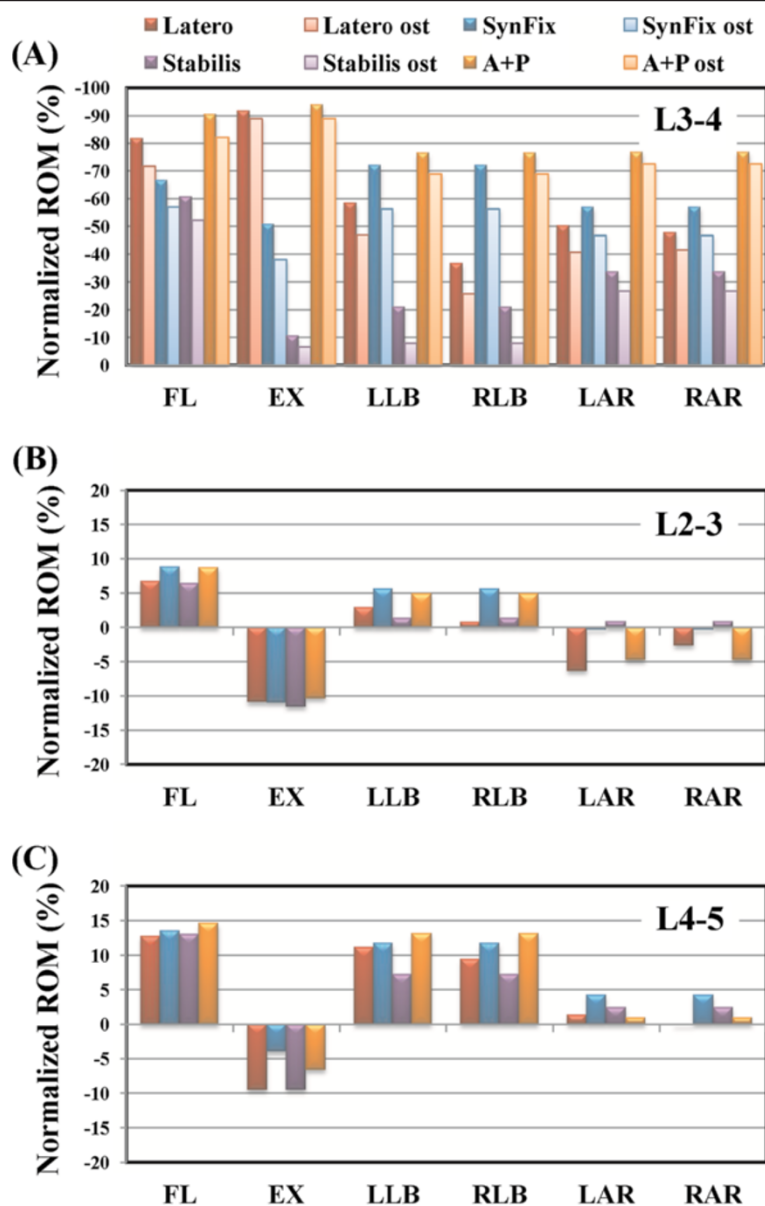 Latero Latero ost SynFix SynFix ost
Stabilis Stabilis ost A+P A+P ost
(A)
Normalized ROM (%)
-100
-90
-80
-70
-60
-50
-40
-30
-20
-10
0
L3-4
FL EX LLB RLB LAR RAR
(B)
Normalized ROM (%)
20
15
10
5
0
-5
-10
-15
-20
L2-3
FL EX LLB RLB LAR RAR
(C)
Normalized ROM (%)
20
15
10
5
0
-5
-10
-15
-20
L4-5
FL EX LLB RLB LAR RAR